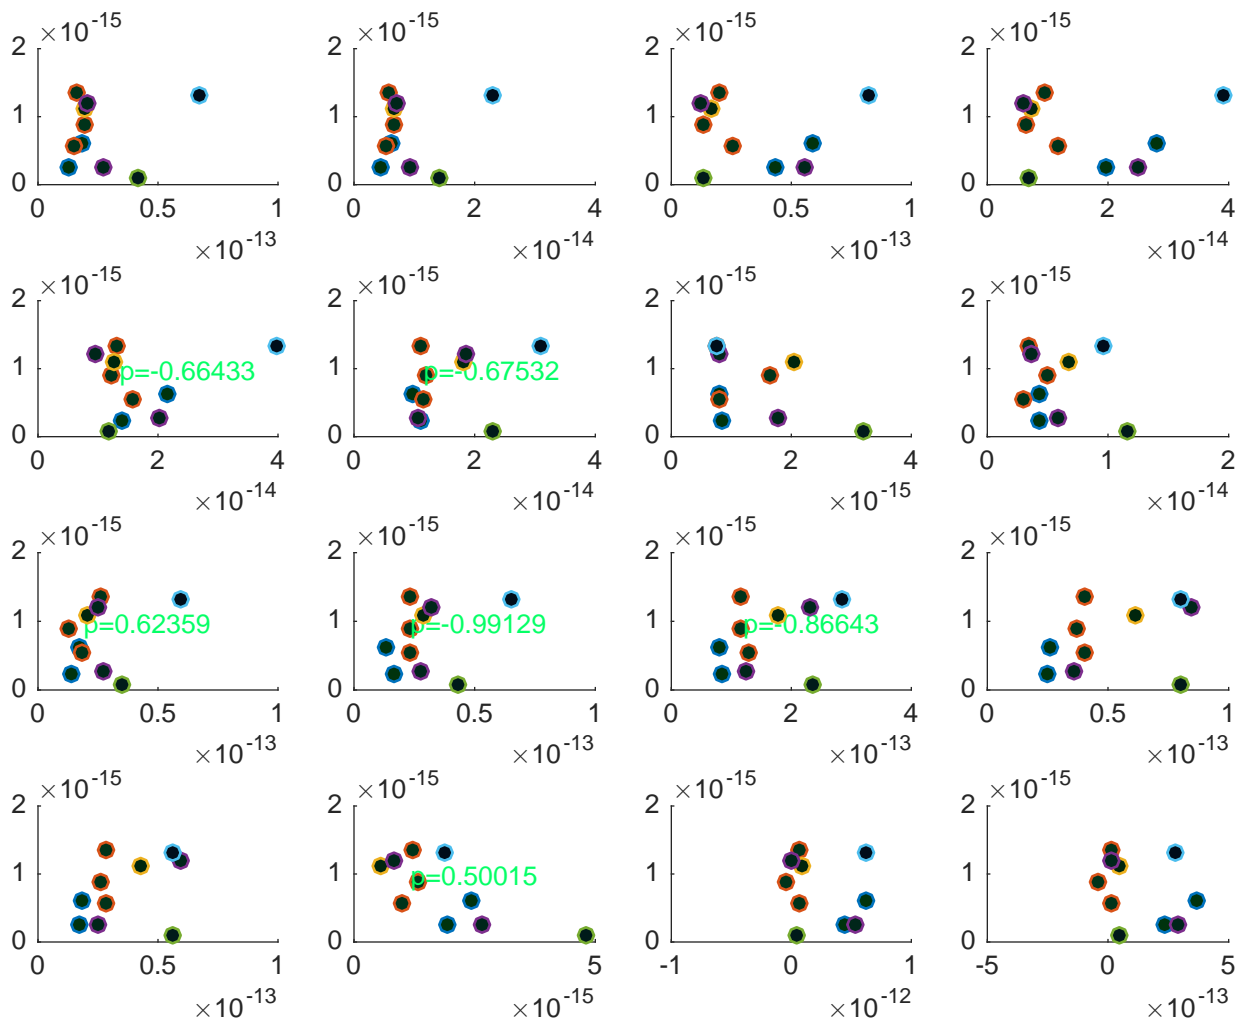 ×10-15 ×10-15 ×10-15 ×10-15
2 2 2 2
1 1 1 1
0 0 0 0
0 0.5 1 0 2 4 0 0.5 1 0 2 4
×10-13 ×10-14 ×10-13 ×10-14
×10-15 ×10-15 ×10-15 ×10-15
2 2 2 2
1 p=-0.66433 1 p=-0.67532 1 1
0 0 0 0
0 2 4 0 2 4 0 2 4 0 1 2
×10-14 ×10-14 ×10-15 ×10-14
×10-15 ×10-15 ×10-15 ×10-15
2 2 2 2
1 p=0.62359 1 p=-0.99129 1 p=-0.86643 1
0 0 0 0
0 0.5 1 0 0.5 1 0 2 4 0 0.5 1
×10-13 ×10-13 ×10-13 ×10-13
×10-15 ×10-15 ×10-15 ×10-15
2 2 2 2
1 1 p=0.50015 1 1
0 0 0 0
0 0.5 1 0 5 -1 0 1 -5 0 5
×10-13 ×10-15 ×10-12 ×10-13